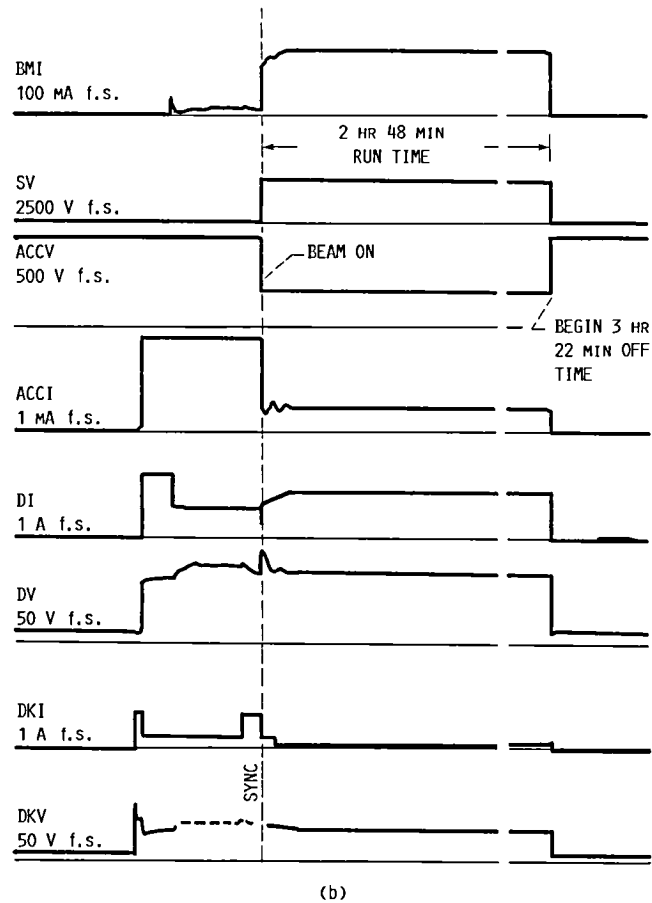 BMI
100 MA f.s.
2 HR 48 MIN
RUN TIME
SV
2500 V f.s.
ACCV
500 V f.s.
BEAM ON
BEGIN 3 HR
22 MIN OFF
TIME
ACCI
1 MA f.s.
DI
1 A f.s.
DV
50 V f.s.
DKI
1 A f.s.
SYNC
DKV
50 V f.s.
(b)